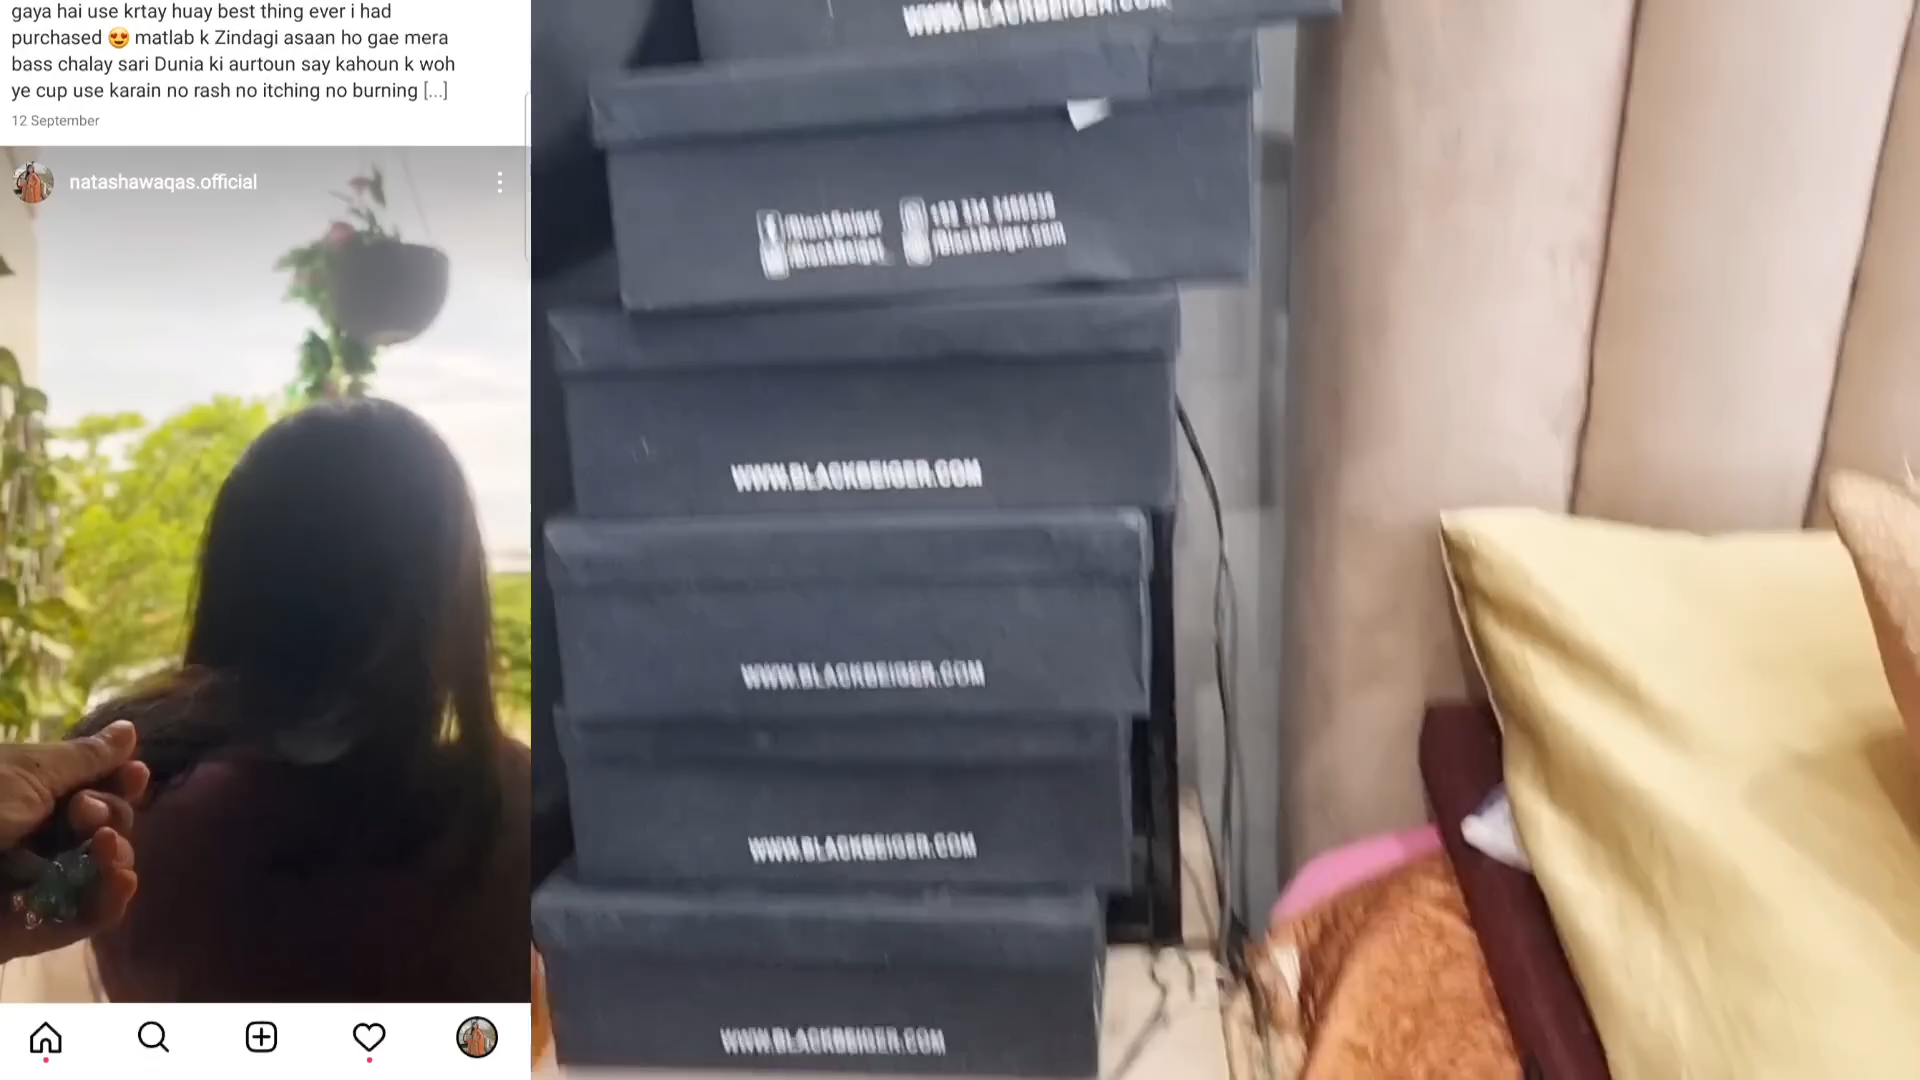 gaya hai use krtay huay best thing ever i had
purchased 😍 matlab k Zindagi asaan ho gae mera
bass chalay sari Dunia ki aurtoun say kahoun k woh
ye cup use karain no rash no itching no burning [...]
12 September
natashawaqas.official
WWW.BLACKBEIGER.COM
WWW.BLACKBEIGER.COM
WWW.BLACKBEIGER.COM
WWW.BLACKBEIGER.COM
WWW.BLACKBEIGER.COM